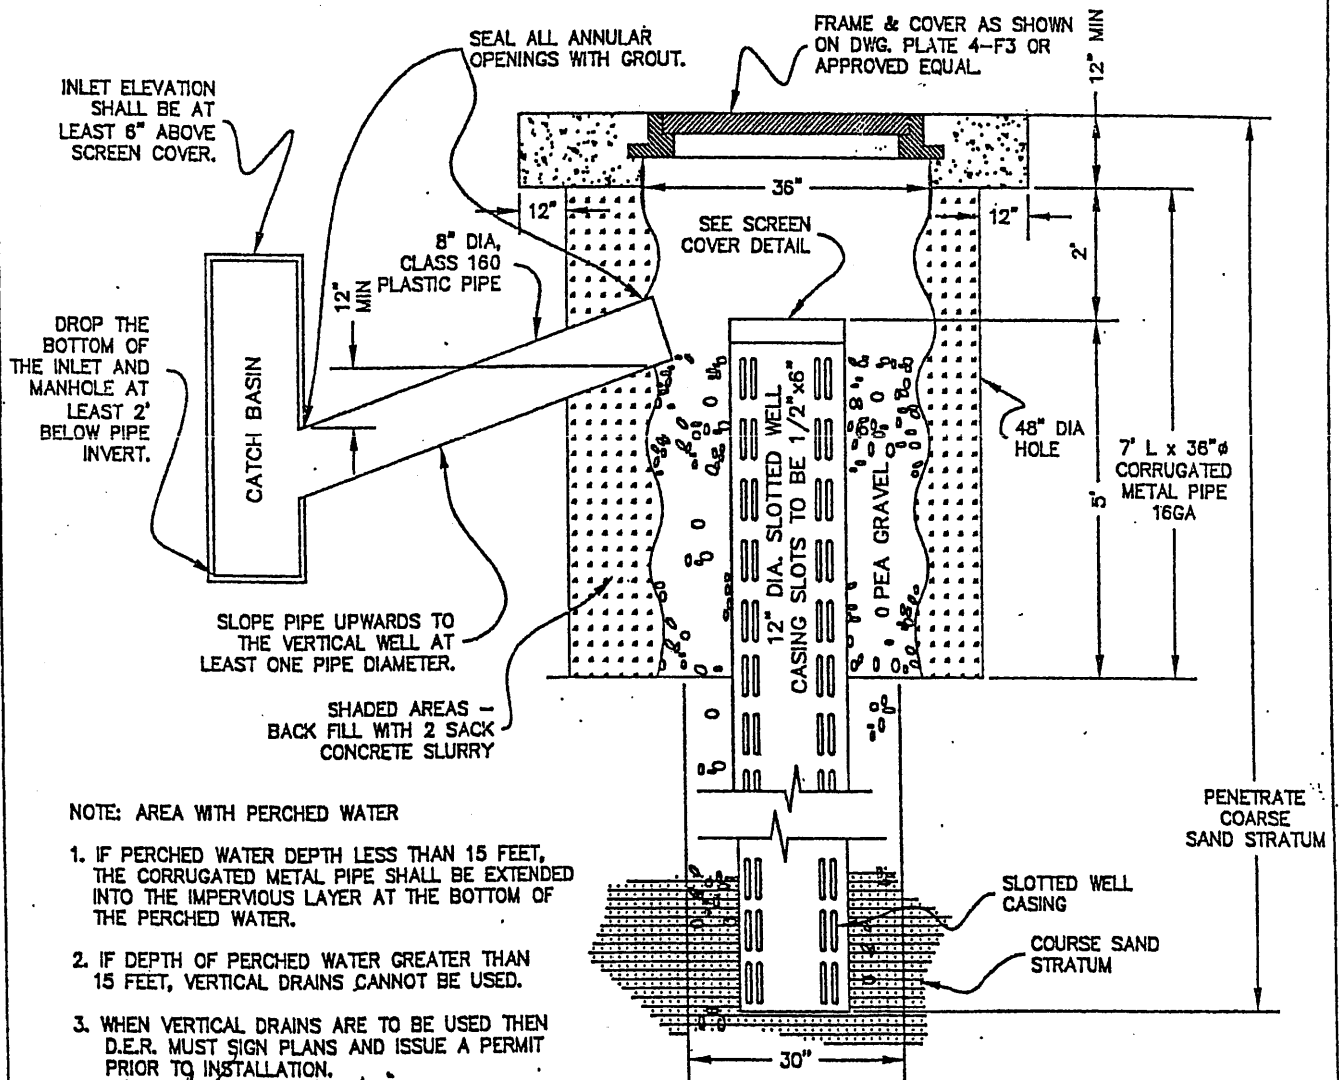 SEAL ALL ANNULAR
OPENINGS WITH GROUT.
FRAME & COVER AS SHOWN
ON DWG. PLATE 4-F3 OR
APPROVED EQUAL.
12" MIN
INLET ELEVATION
SHALL BE AT
LEAST 6" ABOVE
SCREEN COVER.
36"
12"
12"
SEE SCREEN
COVER DETAIL
2'
8" DIA,
CLASS 160
PLASTIC PIPE
12"
MIN
DROP THE
BOTTOM OF
THE INLET AND
MANHOLE AT
LEAST 2'
BELOW PIPE
INVERT.
CATCH BASIN
12" DIA. SLOTTED WELL
CASING SLOTS TO BE 1/2"x6"
PEA GRAVEL
48" DIA
HOLE
5'
7' L x 36"ø
CORRUGATED
METAL PIPE
16GA
SLOPE PIPE UPWARDS TO
THE VERTICAL WELL AT
LEAST ONE PIPE DIAMETER.
SHADED AREAS -
BACK FILL WITH 2 SACK
CONCRETE SLURRY
PENETRATE
COARSE
SAND STRATUM
NOTE: AREA WITH PERCHED WATER
1. IF PERCHED WATER DEPTH LESS THAN 15 FEET,
THE CORRUGATED METAL PIPE SHALL BE EXTENDED
INTO THE IMPERVIOUS LAYER AT THE BOTTOM OF
THE PERCHED WATER.
2. IF DEPTH OF PERCHED WATER GREATER THAN
15 FEET, VERTICAL DRAINS CANNOT BE USED.
3. WHEN VERTICAL DRAINS ARE TO BE USED THEN
D.E.R. MUST SIGN PLANS AND ISSUE A PERMIT
PRIOR TO INSTALLATION.
SLOTTED WELL
CASING
COURSE SAND
STRATUM
30"